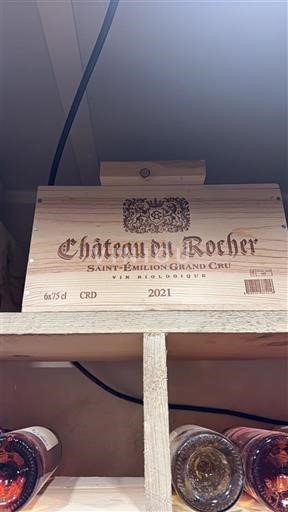 Château du Rocher
SAINT-ÉMILION GRAND CRU
VIN BIOLOGIQUE
6x75 cl CRD 2021